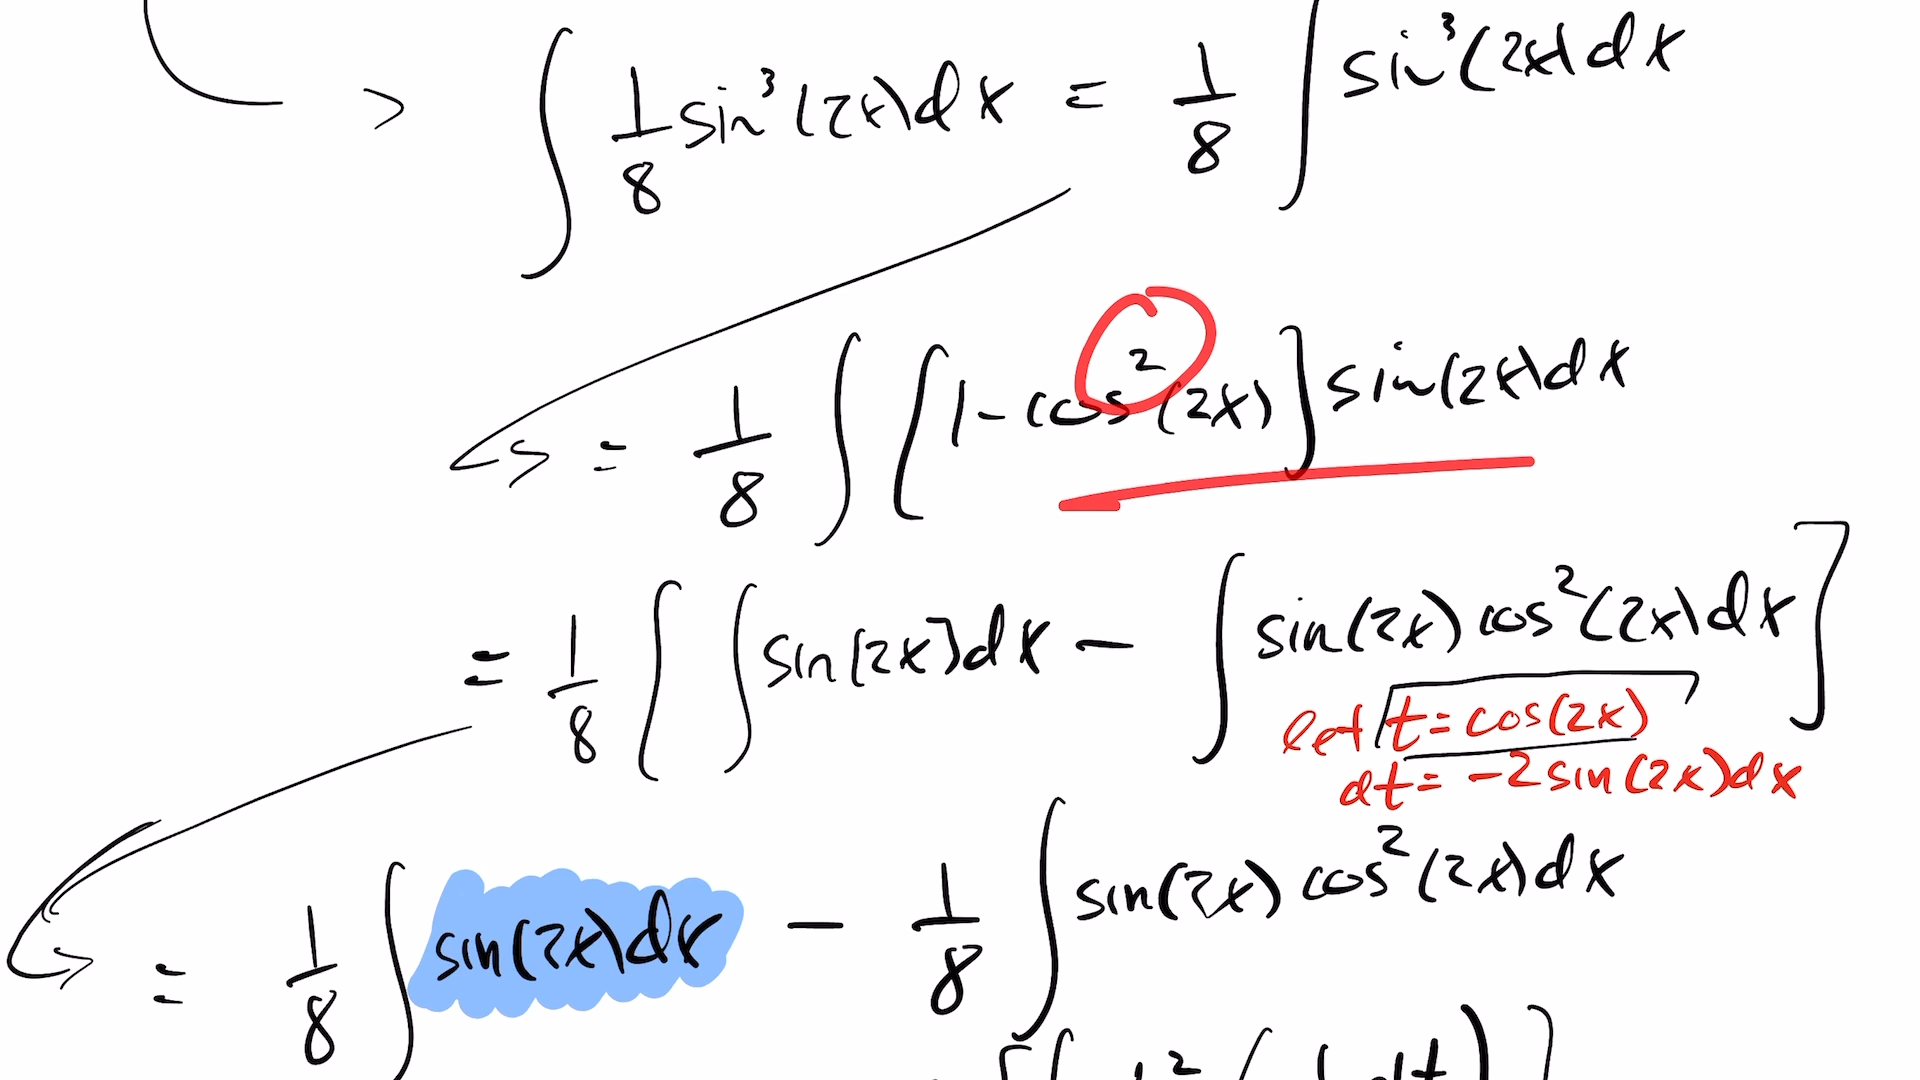 > ∫ 1/8 sin³(2x)dx = 1/8 ∫ sin³(2x)dx
= 1/8 ∫ [1-cos²(2x)] sin(2x)dx
= 1/8 [ ∫ sin(2x)dx - ∫ sin(2x) cos²(2x)dx ]
let t = cos(2x)
dt = -2 sin(2x)dx
= 1/8 ∫ sin(2x)dx - 1/8 ∫ sin(2x) cos²(2x)dx